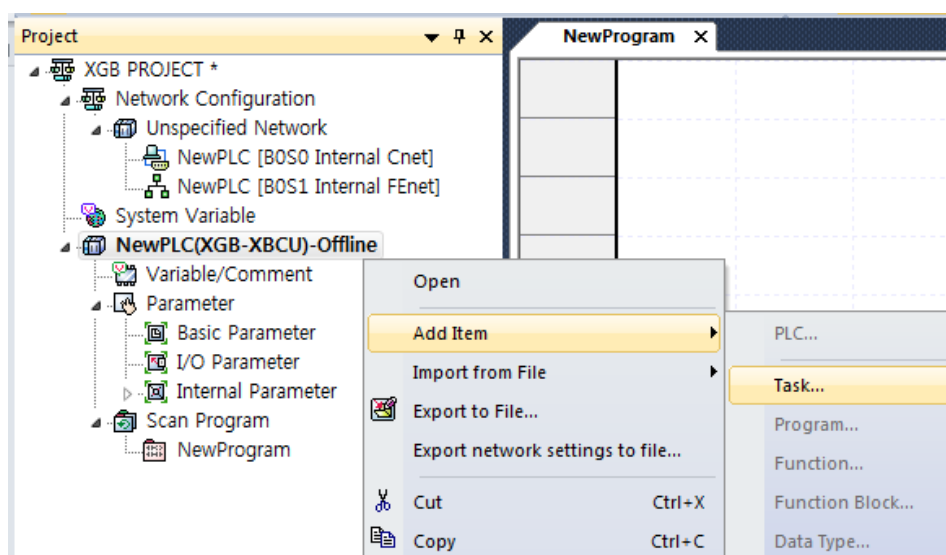 Project
NewProgram
XGB PROJECT *
Network Configuration
Unspecified Network
NewPLC [B0S0 Internal Cnet]
NewPLC [B0S1 Internal FEnet]
System Variable
NewPLC(XGB-XBCU)-Offline
Variable/Comment
Parameter
Basic Parameter
I/O Parameter
Internal Parameter
Scan Program
NewProgram
Open
Add Item
Import from File
Export to File...
Export network settings to file...
Cut Ctrl+X
Copy Ctrl+C
PLC...
Task...
Program...
Function...
Function Block...
Data Type...